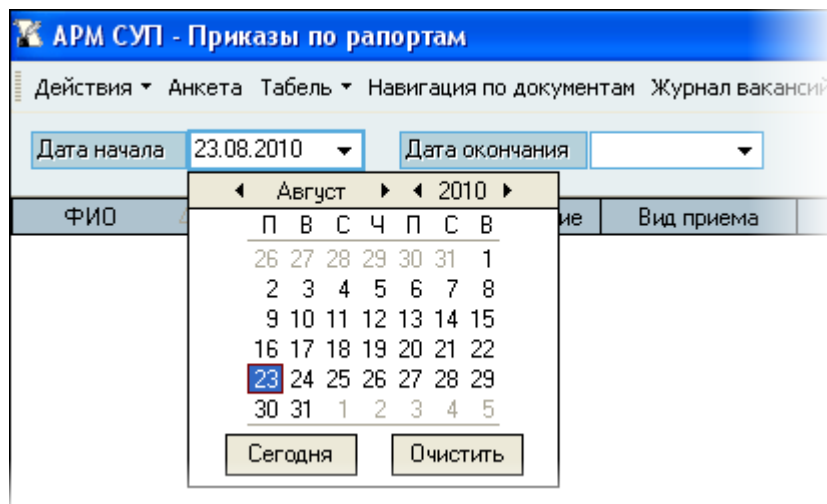 АРМ СУП - Приказы по рапортам
Действия Анкета Табель Навигация по документам Журнал вакансий
Дата начала 23.08.2010 Дата окончания
Август 2010
ФИО ие Вид приема
П В С Ч П С В
26 27 28 29 30 31 1
2 3 4 5 6 7 8
9 10 11 12 13 14 15
16 17 18 19 20 21 22
23 24 25 26 27 28 29
30 31 1 2 3 4 5
Сегодня Очистить